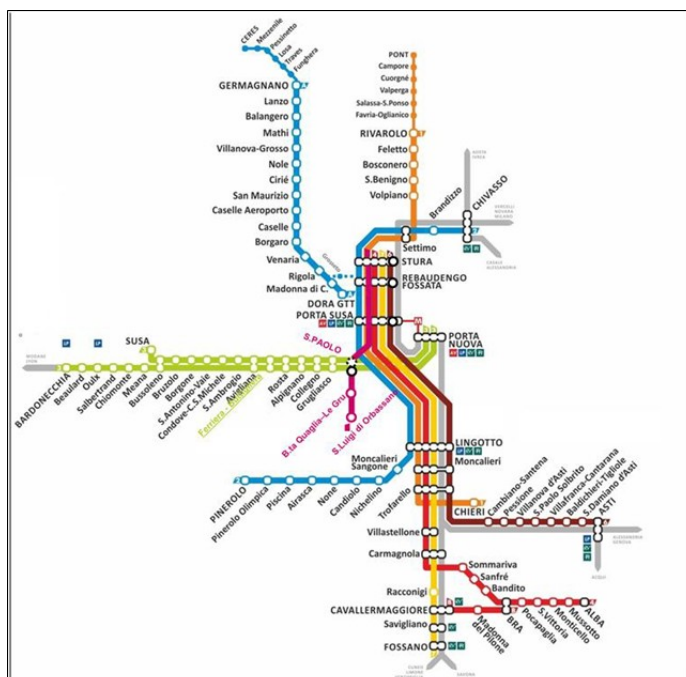 CERES
Mezzenile
Pessinetto
Losa
Traves
Funghera
GERMAGNANO
Lanzo
Balangero
Mathi
Villanova-Grosso
Nole
Cirié
San Maurizio
Caselle Aeroporto
Caselle
Borgaro
Venaria
Rigola
Madonna di C.
DORA GTT
PORTA SUSA
PONT
Campore
Cuorgné
Valperga
Salassa-S.Ponso
Favria-Oglianico
RIVAROLO
Feletto
Bosconero
S.Benigno
Volpiano
Settimo
Brandizzo
CHIVASSO
STURA
REBAUDENGO
FOSSATA
M
PORTA
NUOVA
S.PAOLO
SUSA
BARDONECCHIA
Beaulard
Oulx
Salbertrand
Chiomonte
Meana
Bussoleno
Bruzolo
Borgone
S.Antonino-Vaie
Condove-C.S.Michele
S.Ambrogio
Avigliana
Rosta
Alpignano
Collegno
Grugliasco
B.ta Quaglia-Le Gru
S.Luigi di Orbassano
LINGOTTO
Moncalieri
Moncalieri
Sangone
Nichelino
Candiolo
None
Airasca
Piscina
Pinerolo Olimpica
PINEROLO
Trofarello
CHIERI
Cambiano-Santena
Pessione
Villanova d'Asti
S.Paolo Solbrito
Villafranca-Cantarana
Baldichieri-Tigliole
S.Damiano d'Asti
ASTI
Villastellone
Carmagnola
Sommariva
Sanfré
Bandito
Racconigi
CAVALLERMAGGIORE
Madonna
del Pilone
BRA
Pocapaglia
S.Vittoria
Monticello
Mussotto
ALBA
Savigliano
FOSSANO